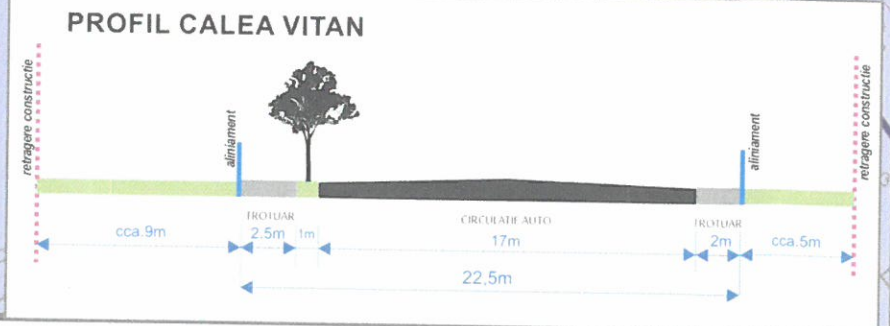 PROFIL CALEA VITAN
retragere constructie
aliniament
aliniament
retragere constructie
TROTUAR
CIRCULATIE AUTO
TROTUAR
cca.9m
2.5m
1m
17m
2m
cca.5m
22,5m